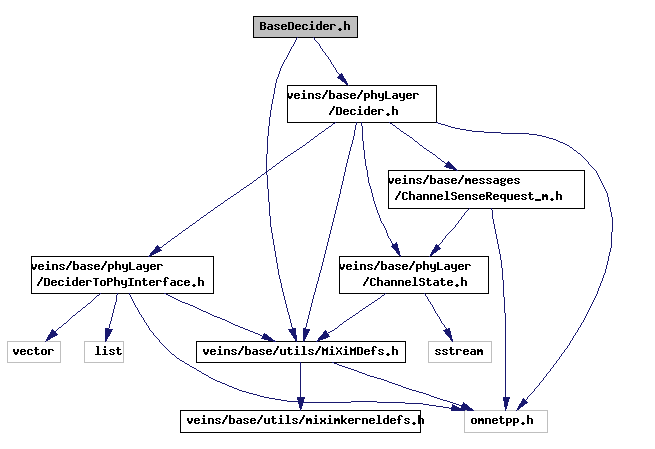 BaseDecider.h
veins/base/phyLayer
/Decider.h
veins/base/messages
/ChannelSenseRequest_m.h
veins/base/phyLayer
/DeciderToPhyInterface.h
veins/base/phyLayer
/ChannelState.h
vector
list
veins/base/utils/MiXiMDefs.h
sstream
veins/base/utils/miximkerneldefs.h
omnetpp.h